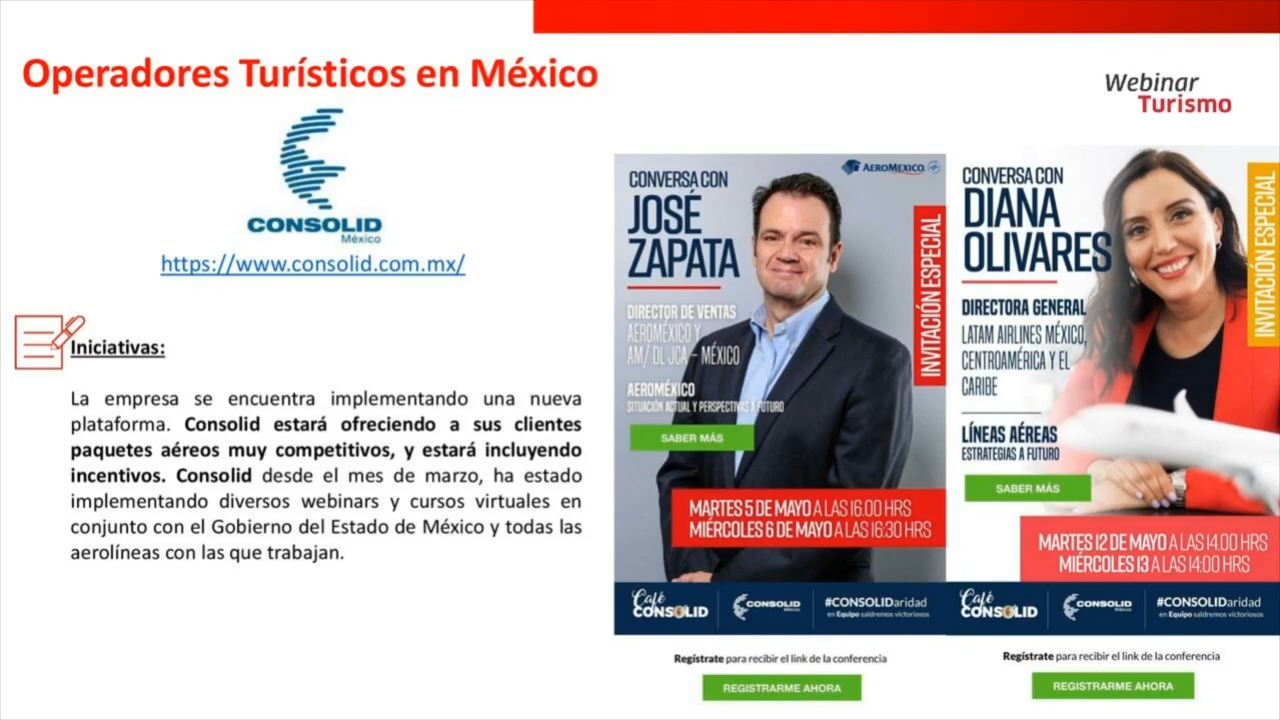 Operadores Turísticos en México
Webinar
Turismo
CONSOLID
México
https://www.consolid.com.mx/
Iniciativas:
La empresa se encuentra implementando una nueva
plataforma. Consolid estará ofreciendo a sus clientes
paquetes aéreos muy competitivos, y estará incluyendo
incentivos. Consolid desde el mes de marzo, ha estado
implementando diversos webinars y cursos virtuales en
conjunto con el Gobierno del Estado de México y todas las
aerolíneas con las que trabajan.
AEROMEXICO
CONVERSA CON
JOSÉ
ZAPATA
DIRECTOR DE VENTAS
AEROMÉXICO Y
AM/ DL JCA – MÉXICO
AEROMÉXICO
SITUACIÓN ACTUAL Y PERSPECTIVAS A FUTURO
SABER MÁS
INVITACIÓN ESPECIAL
MARTES 5 DE MAYO A LAS 16.00 HRS
MIÉRCOLES 6 DE MAYO A LAS 16:30 HRS
Café
CONSOLID
CONSOLID
México
#CONSOLIDaridad
en Equipo saldremos victoriosos
Regístrate para recibir el link de la conferencia
REGISTRARME AHORA
CONVERSA CON
DIANA
OLIVARES
DIRECTORA GENERAL
LATAM AIRLINES MÉXICO,
CENTROAMÉRICA Y EL
CARIBE
LÍNEAS AÉREAS
ESTRATEGIAS A FUTURO
SABER MÁS
INVITACIÓN ESPECIAL
MARTES 12 DE MAYO A LAS 14.00 HRS
MIÉRCOLES 13 A LAS 14:00 HRS
Café
CONSOLID
CONSOLID
México
#CONSOLIDaridad
en Equipo saldremos victoriosos
Regístrate para recibir el link de la conferencia
REGISTRARME AHORA